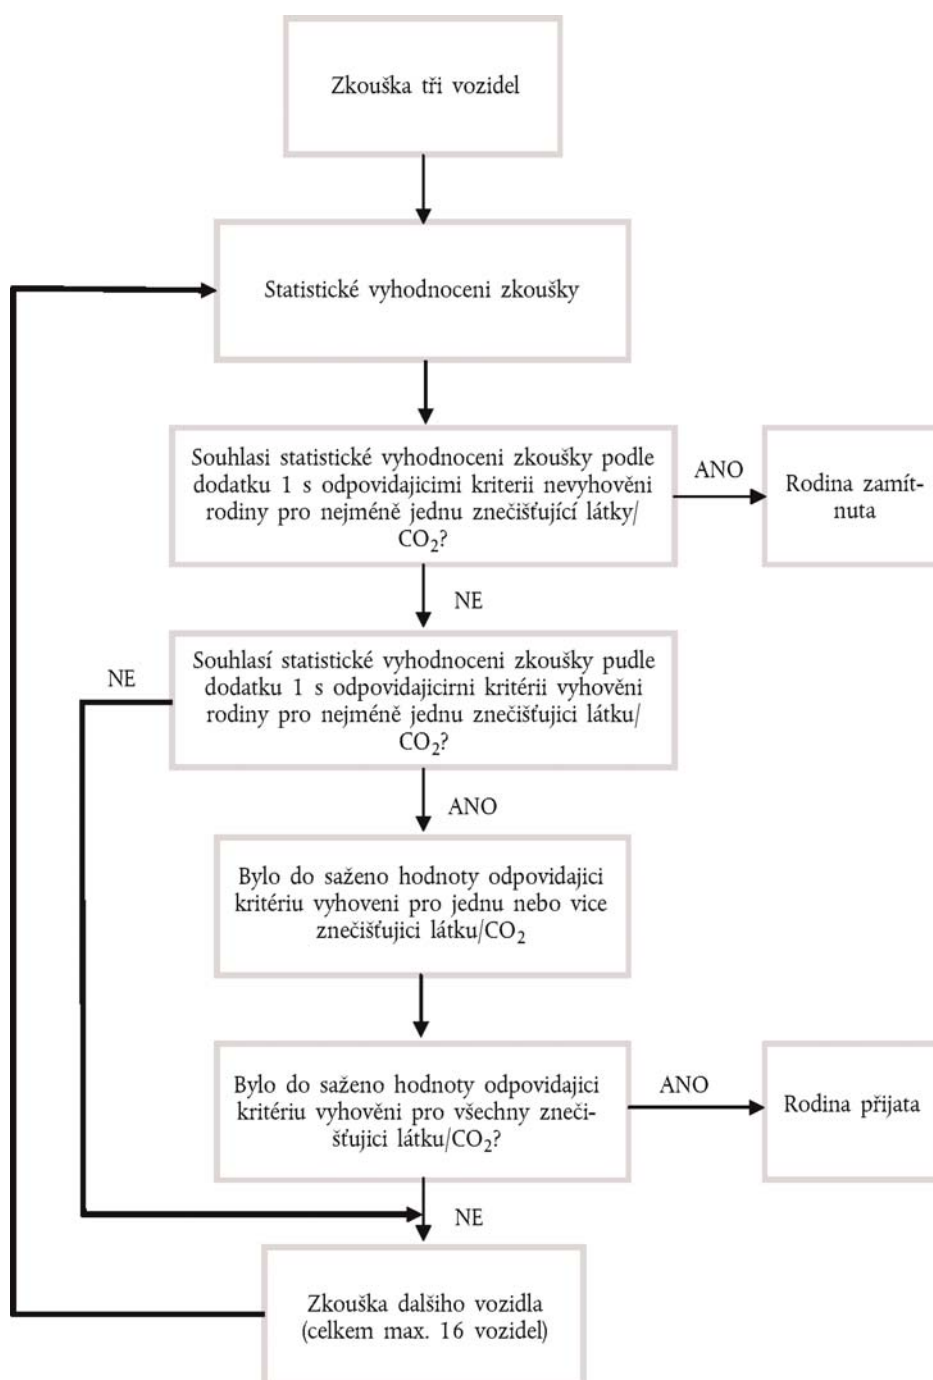 Zkouška tři vozidel
Statistické vyhodnoceni zkoušky
Souhlasi statistické vyhodnoceni zkoušky podle
dodatku 1 s odpovidajicimi kriterii nevyhověni
rodiny pro nejméně jednu znečišťující látky/
CO₂?
ANO
Rodina zamít-
nuta
NE
Souhlasí statistické vyhodnoceni zkoušky pudle
dodatku 1 s odpovidajicirni kritérii vyhověni
rodiny pro nejméně jednu znečišťujici látku/
CO₂?
NE
ANO
Bylo do saženo hodnoty odpovidajici
kritériu vyhoveni pro jednu nebo vice
znečišťujici látku/CO₂
Bylo do saženo hodnoty odpovidajici
kritériu vyhověni pro všechny zneči-
šťujici látku/CO₂?
ANO
Rodina přijata
NE
Zkouška dalšiho vozidla
(celkem max. 16 vozidel)